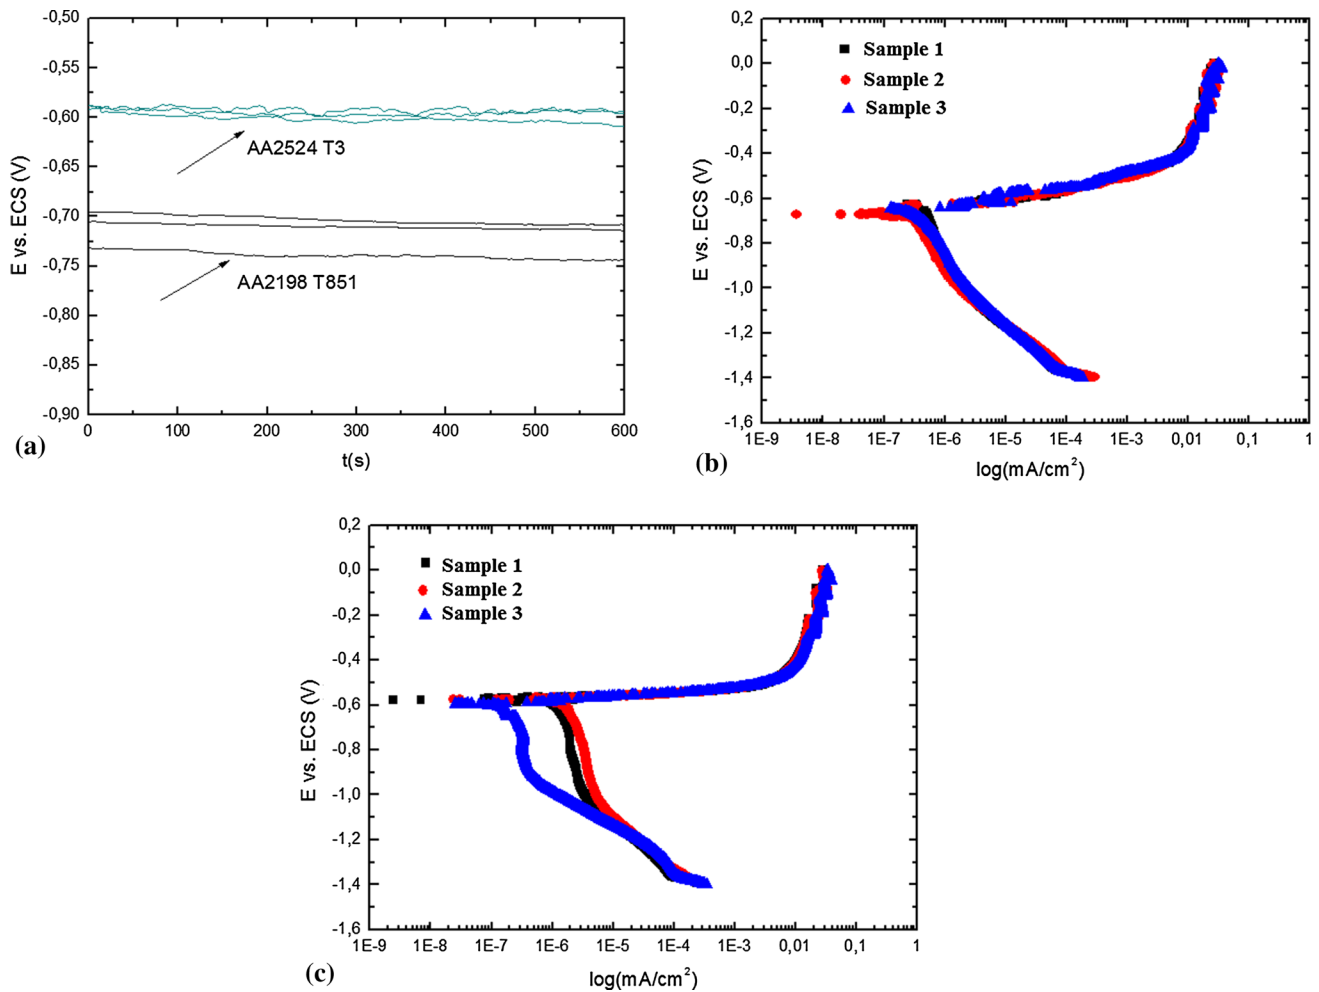 -0,50
-0,55
-0,60
-0,65
-0,70
-0,75
-0,80
-0,85
-0,90
E vs. ECS (V)
AA2524 T3
AA2198 T851
0 100 200 300 400 500 600
t(s)
(a)
0,2
0,0
-0,2
-0,4
-0,6
-0,8
-1,0
-1,2
-1,4
-1,6
E vs. ECS (V)
Sample 1
Sample 2
Sample 3
1E-9 1E-8 1E-7 1E-6 1E-5 1E-4 1E-3 0,01 0,1 1
log(mA/cm²)
(b)
0,2
0,0
-0,2
-0,4
-0,6
-0,8
-1,0
-1,2
-1,4
-1,6
E vs. ECS (V)
Sample 1
Sample 2
Sample 3
1E-9 1E-8 1E-7 1E-6 1E-5 1E-4 1E-3 0,01 0,1 1
log(mA/cm²)
(c)